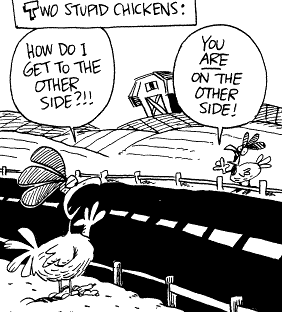 TWO STUPID CHICKENS:
HOW DO I
GET TO THE
OTHER
SIDE?!!
YOU
ARE
ON THE
OTHER
SIDE!